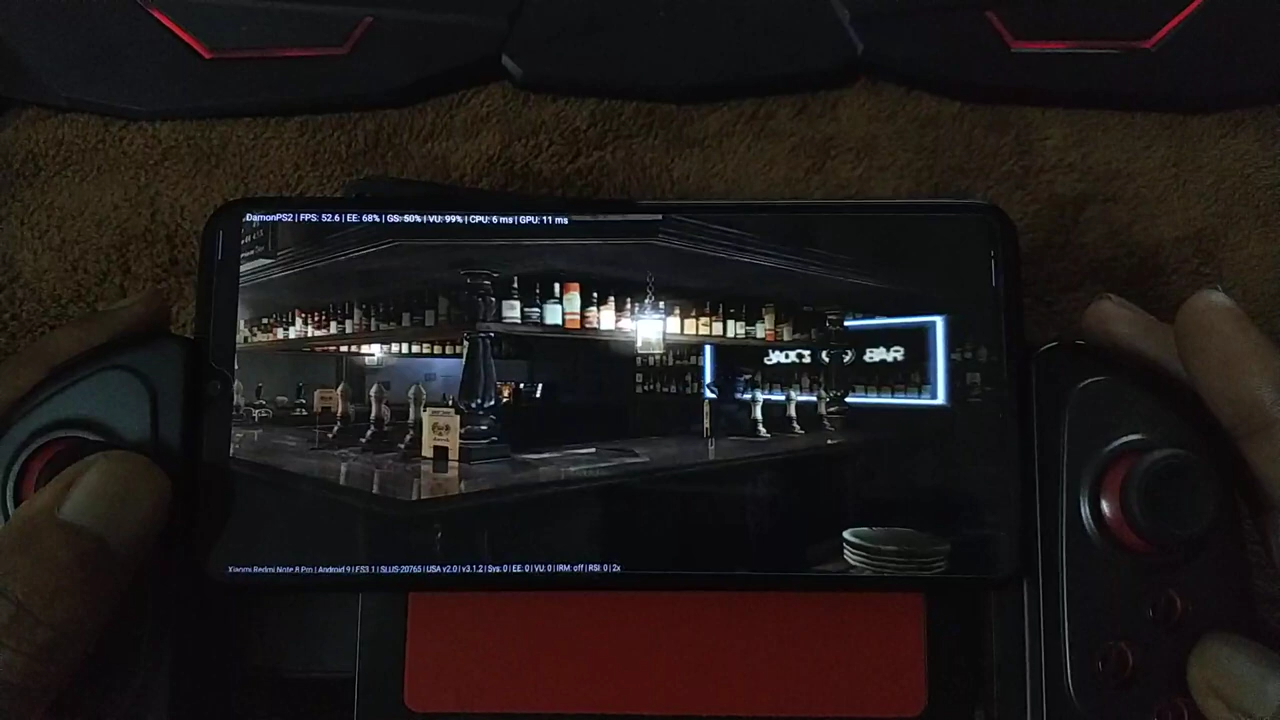 DamonPS2 | FPS: 52.6 | EE: 68% | GS: 50% | VU: 99% | CPU: 6 ms | GPU: 11 ms
JACK'S BAR
Xiaomi Redmi Note 8 Pro | Android 9 | ES3.1 | SLUS-20765 | USA v2.0 | v3.1.2 | Sys: 0 | EE: 0 | VU: 0 | IRM: off | RSI: 0 | 2x